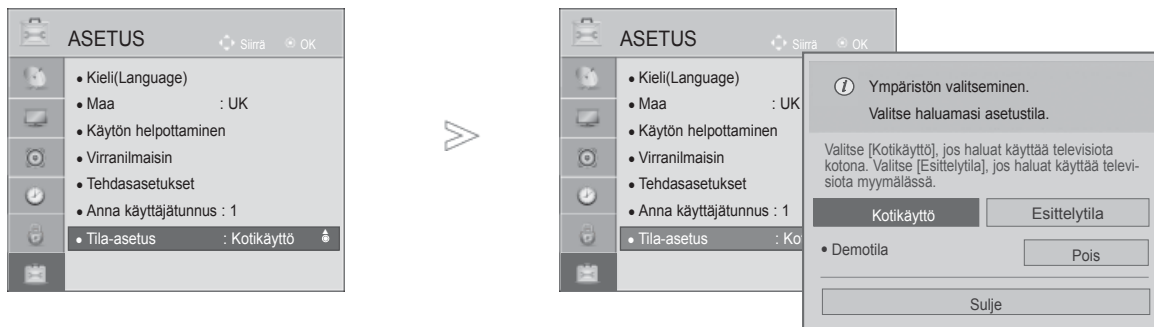 ASETUS
Siirrä
OK
● Kieli(Language)
● Maa : UK
● Käytön helpottaminen
● Virranilmaisin
● Tehdasasetukset
● Anna käyttäjätunnus : 1
● Tila-asetus : Kotikäyttö
ASETUS
Siirrä
OK
● Kieli(Language)
● Maa : UK
● Käytön helpottaminen
● Virranilmaisin
● Tehdasasetukset
● Anna käyttäjätunnus : 1
● Tila-asetus : Ko
Ympäristön valitseminen.
Valitse haluamasi asetustila.
Valitse [Kotikäyttö], jos haluat käyttää televisiota
kotona. Valitse [Esittelytila], jos haluat käyttää televi-
siota myymälässä.
Kotikäyttö
Esittelytila
● Demotila
Pois
Sulje